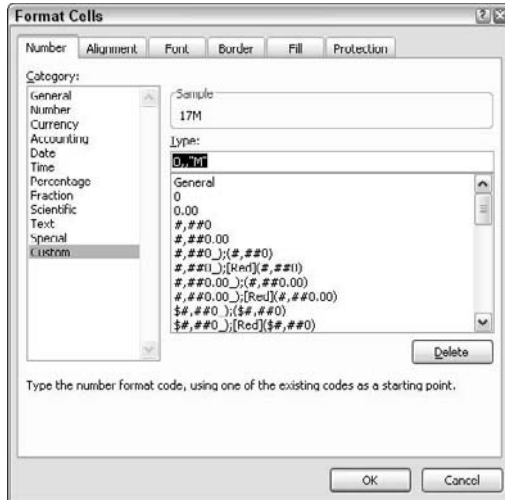 Format Cells
Number Alignment Font Border Fill Protection
Category:
General
Number
Currency
Accounting
Date
Time
Percentage
Fraction
Scientific
Text
Special
Custom
Sample
17M
Type:
0,,"M"
General
0
0.00
#,##0
#,##0.00
#,##0_);(#,##0)
#,##0_);[Red](#,##0)
#,##0.00_);(#,##0.00)
#,##0.00_);[Red](#,##0.00)
$#,##0_);($#,##0)
$#,##0_);[Red]($#,##0)
Delete
Type the number format code, using one of the existing codes as a starting point.
OK Cancel